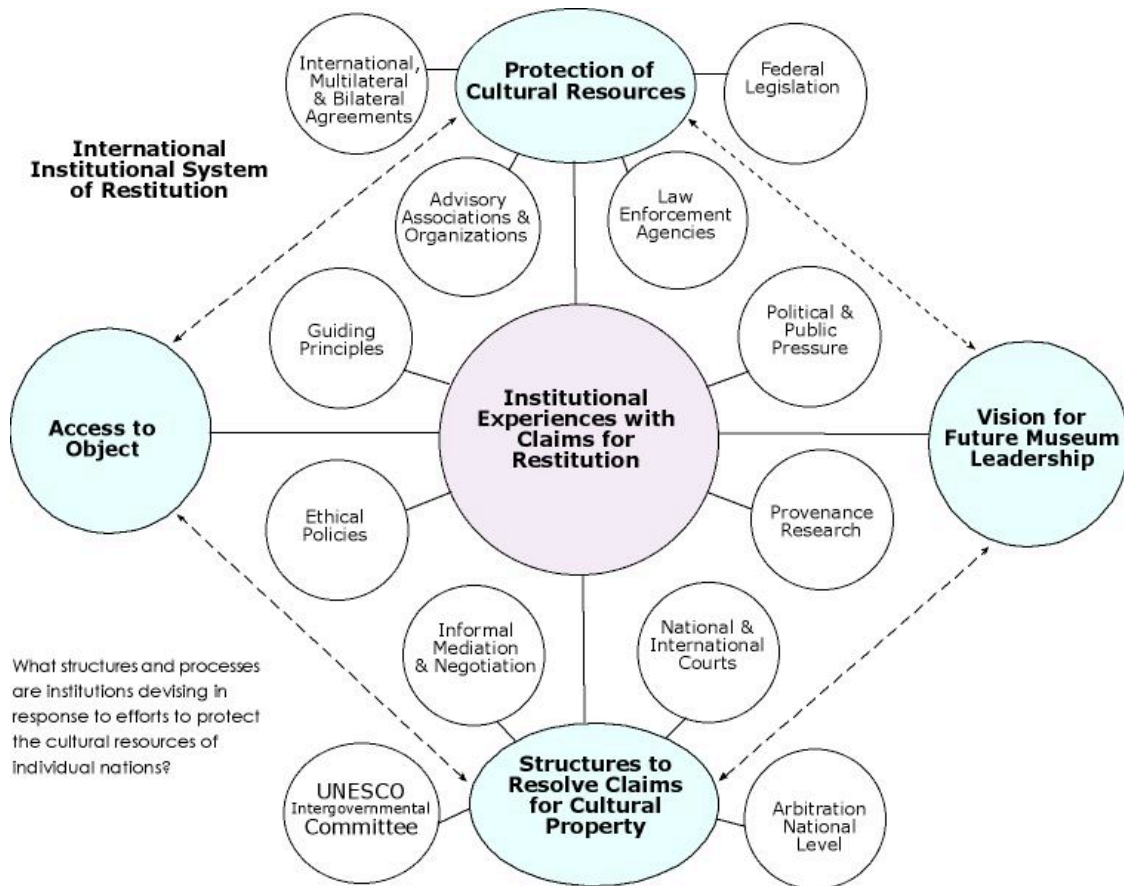 International,
Multilateral
& Bilateral
Agreements
Protection of
Cultural Resources
Federal
Legislation
International
Institutional System
of Restitution
Advisory
Associations &
Organizations
Law
Enforcement
Agencies
Guiding
Principles
Political &
Public
Pressure
Access to
Object
Institutional
Experiences with
Claims for
Restitution
Vision for
Future Museum
Leadership
Ethical
Policies
Provenance
Research
Informal
Mediation
& Negotiation
National &
International
Courts
What structures and processes
are institutions devising in
response to efforts to protect
the cultural resources of
individual nations?
UNESCO
Intergovernmental
Committee
Structures to
Resolve Claims
for Cultural
Property
Arbitration
National
Level